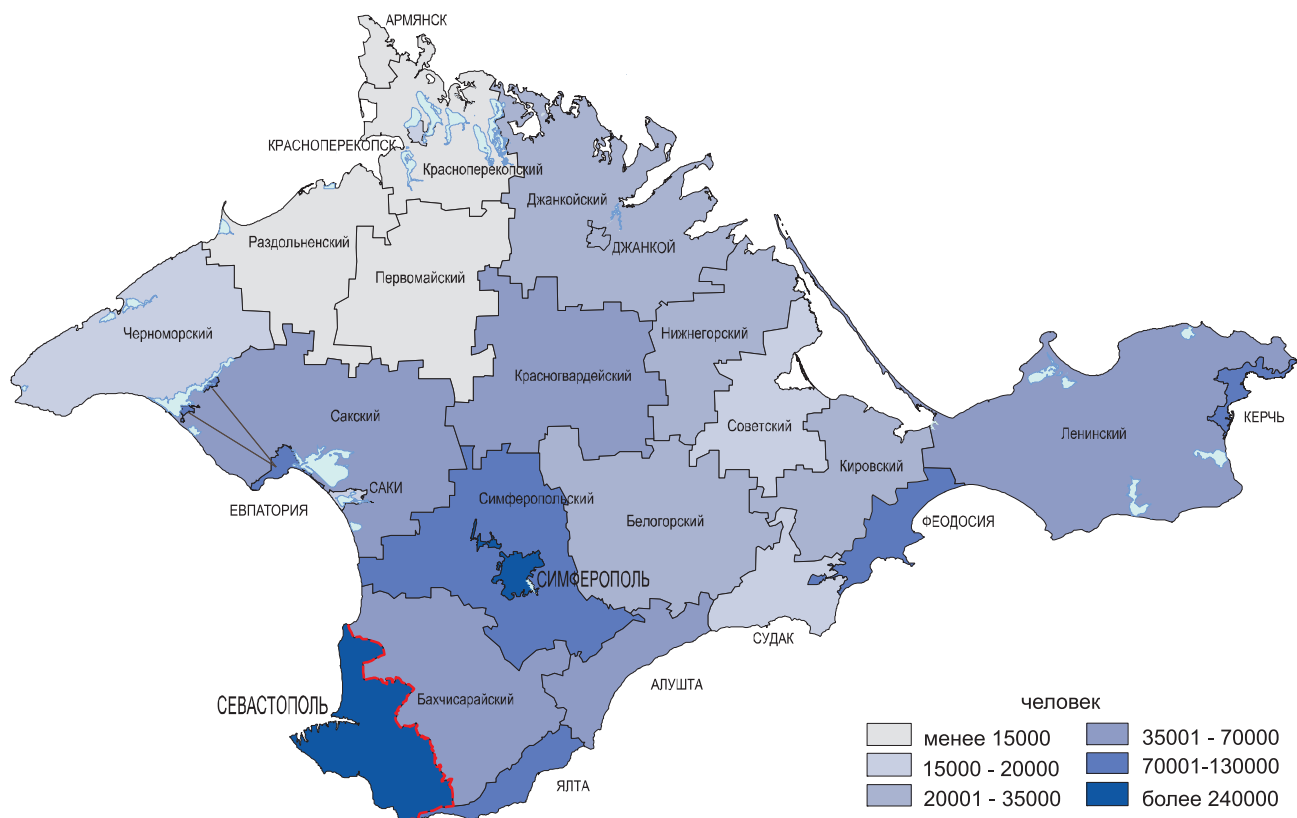 АРМЯНСК
КРАСНОПЕРЕКОПСК
Красноперекопский
Джанкойский
Раздольненский
ДЖАНКОЙ
Первомайский
Черноморский
Нижнегорский
Красногвардейский
Сакский
Советский
Ленинский
КЕРЧЬ
Кировский
САКИ
Симферопольский
ЕВПАТОРИЯ
Белогорский
ФЕОДОСИЯ
СИМФЕРОПОЛЬ
СУДАК
АЛУШТА
Бахчисарайский
СЕВАСТОПОЛЬ
ЯЛТА
человек
менее 15000
15000 - 20000
20001 - 35000
35001 - 70000
70001-130000
более 240000